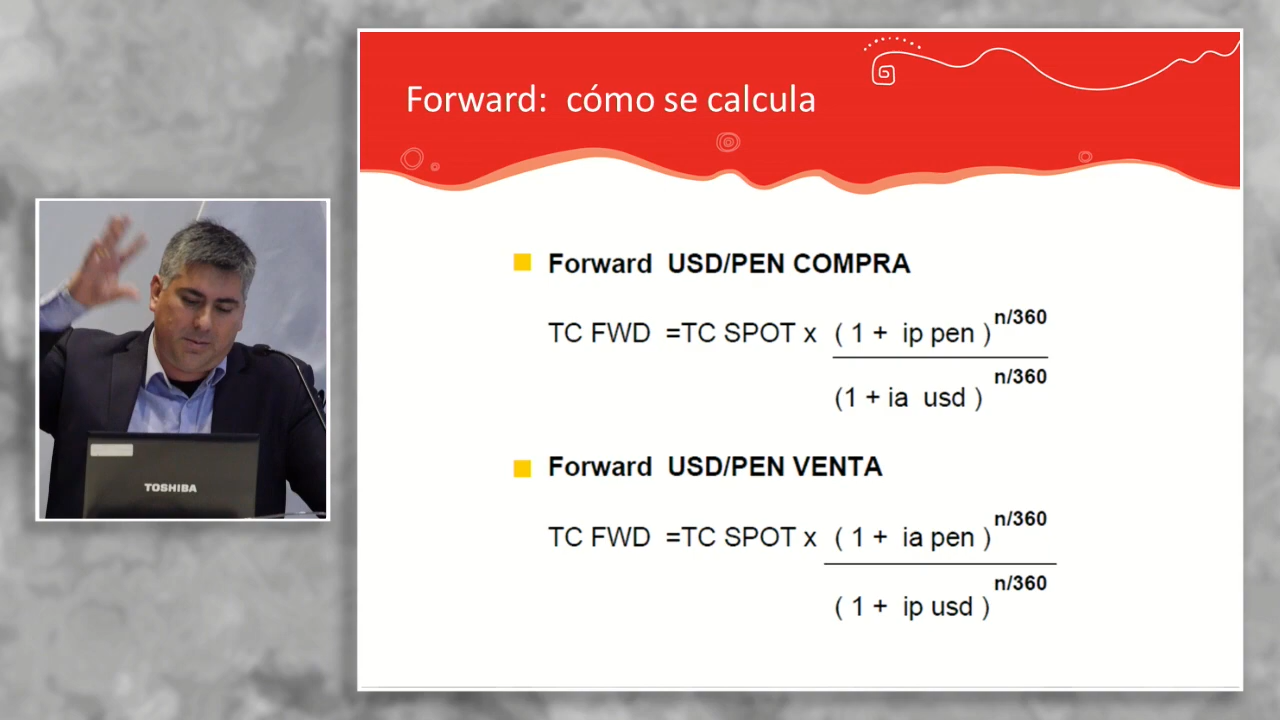 Forward: cómo se calcula
Forward USD/PEN COMPRA
TC FWD =TC SPOT x ( 1 + ip pen )n/360
(1 + ia usd )n/360
Forward USD/PEN VENTA
TC FWD =TC SPOT x ( 1 + ia pen )n/360
( 1 + ip usd )n/360
TOSHIBA